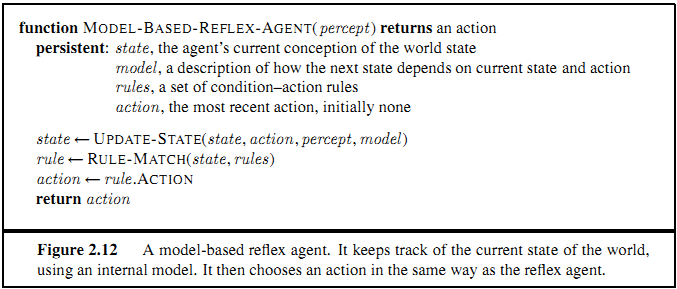 function MODEL-BASED-REFLEX-AGENT(percept) returns an action
persistent: state, the agent's current conception of the world state
model, a description of how the next state depends on current state and action
rules, a set of condition–action rules
action, the most recent action, initially none
state ← UPDATE-STATE(state, action, percept, model)
rule ← RULE-MATCH(state, rules)
action ← rule.ACTION
return action
Figure 2.12 A model-based reflex agent. It keeps track of the current state of the world,
using an internal model. It then chooses an action in the same way as the reflex agent.